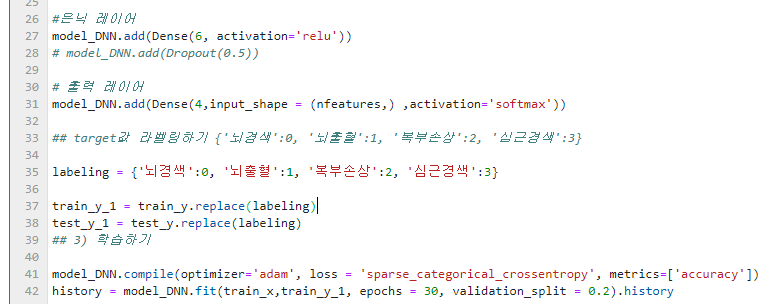 25
26 #은닉 레이어
27 model_DNN.add(Dense(6, activation='relu'))
28 # model_DNN.add(Dropout(0.5))
29
30 # 출력 레이어
31 model_DNN.add(Dense(4,input_shape = (nfeatures,) ,activation='softmax'))
32
33 ## target값 라벨링하기 {'뇌경색':0, '뇌출혈':1, '복부손상':2, '심근경색':3}
34
35 labeling = {'뇌경색':0, '뇌출혈':1, '복부손상':2, '심근경색':3}
36
37 train_y_1 = train_y.replace(labeling)
38 test_y_1 = test_y.replace(labeling)
39 ## 3) 학습하기
40
41 model_DNN.compile(optimizer='adam', loss = 'sparse_categorical_crossentropy', metrics=['accuracy'])
42 history = model_DNN.fit(train_x,train_y_1, epochs = 30, validation_split = 0.2).history